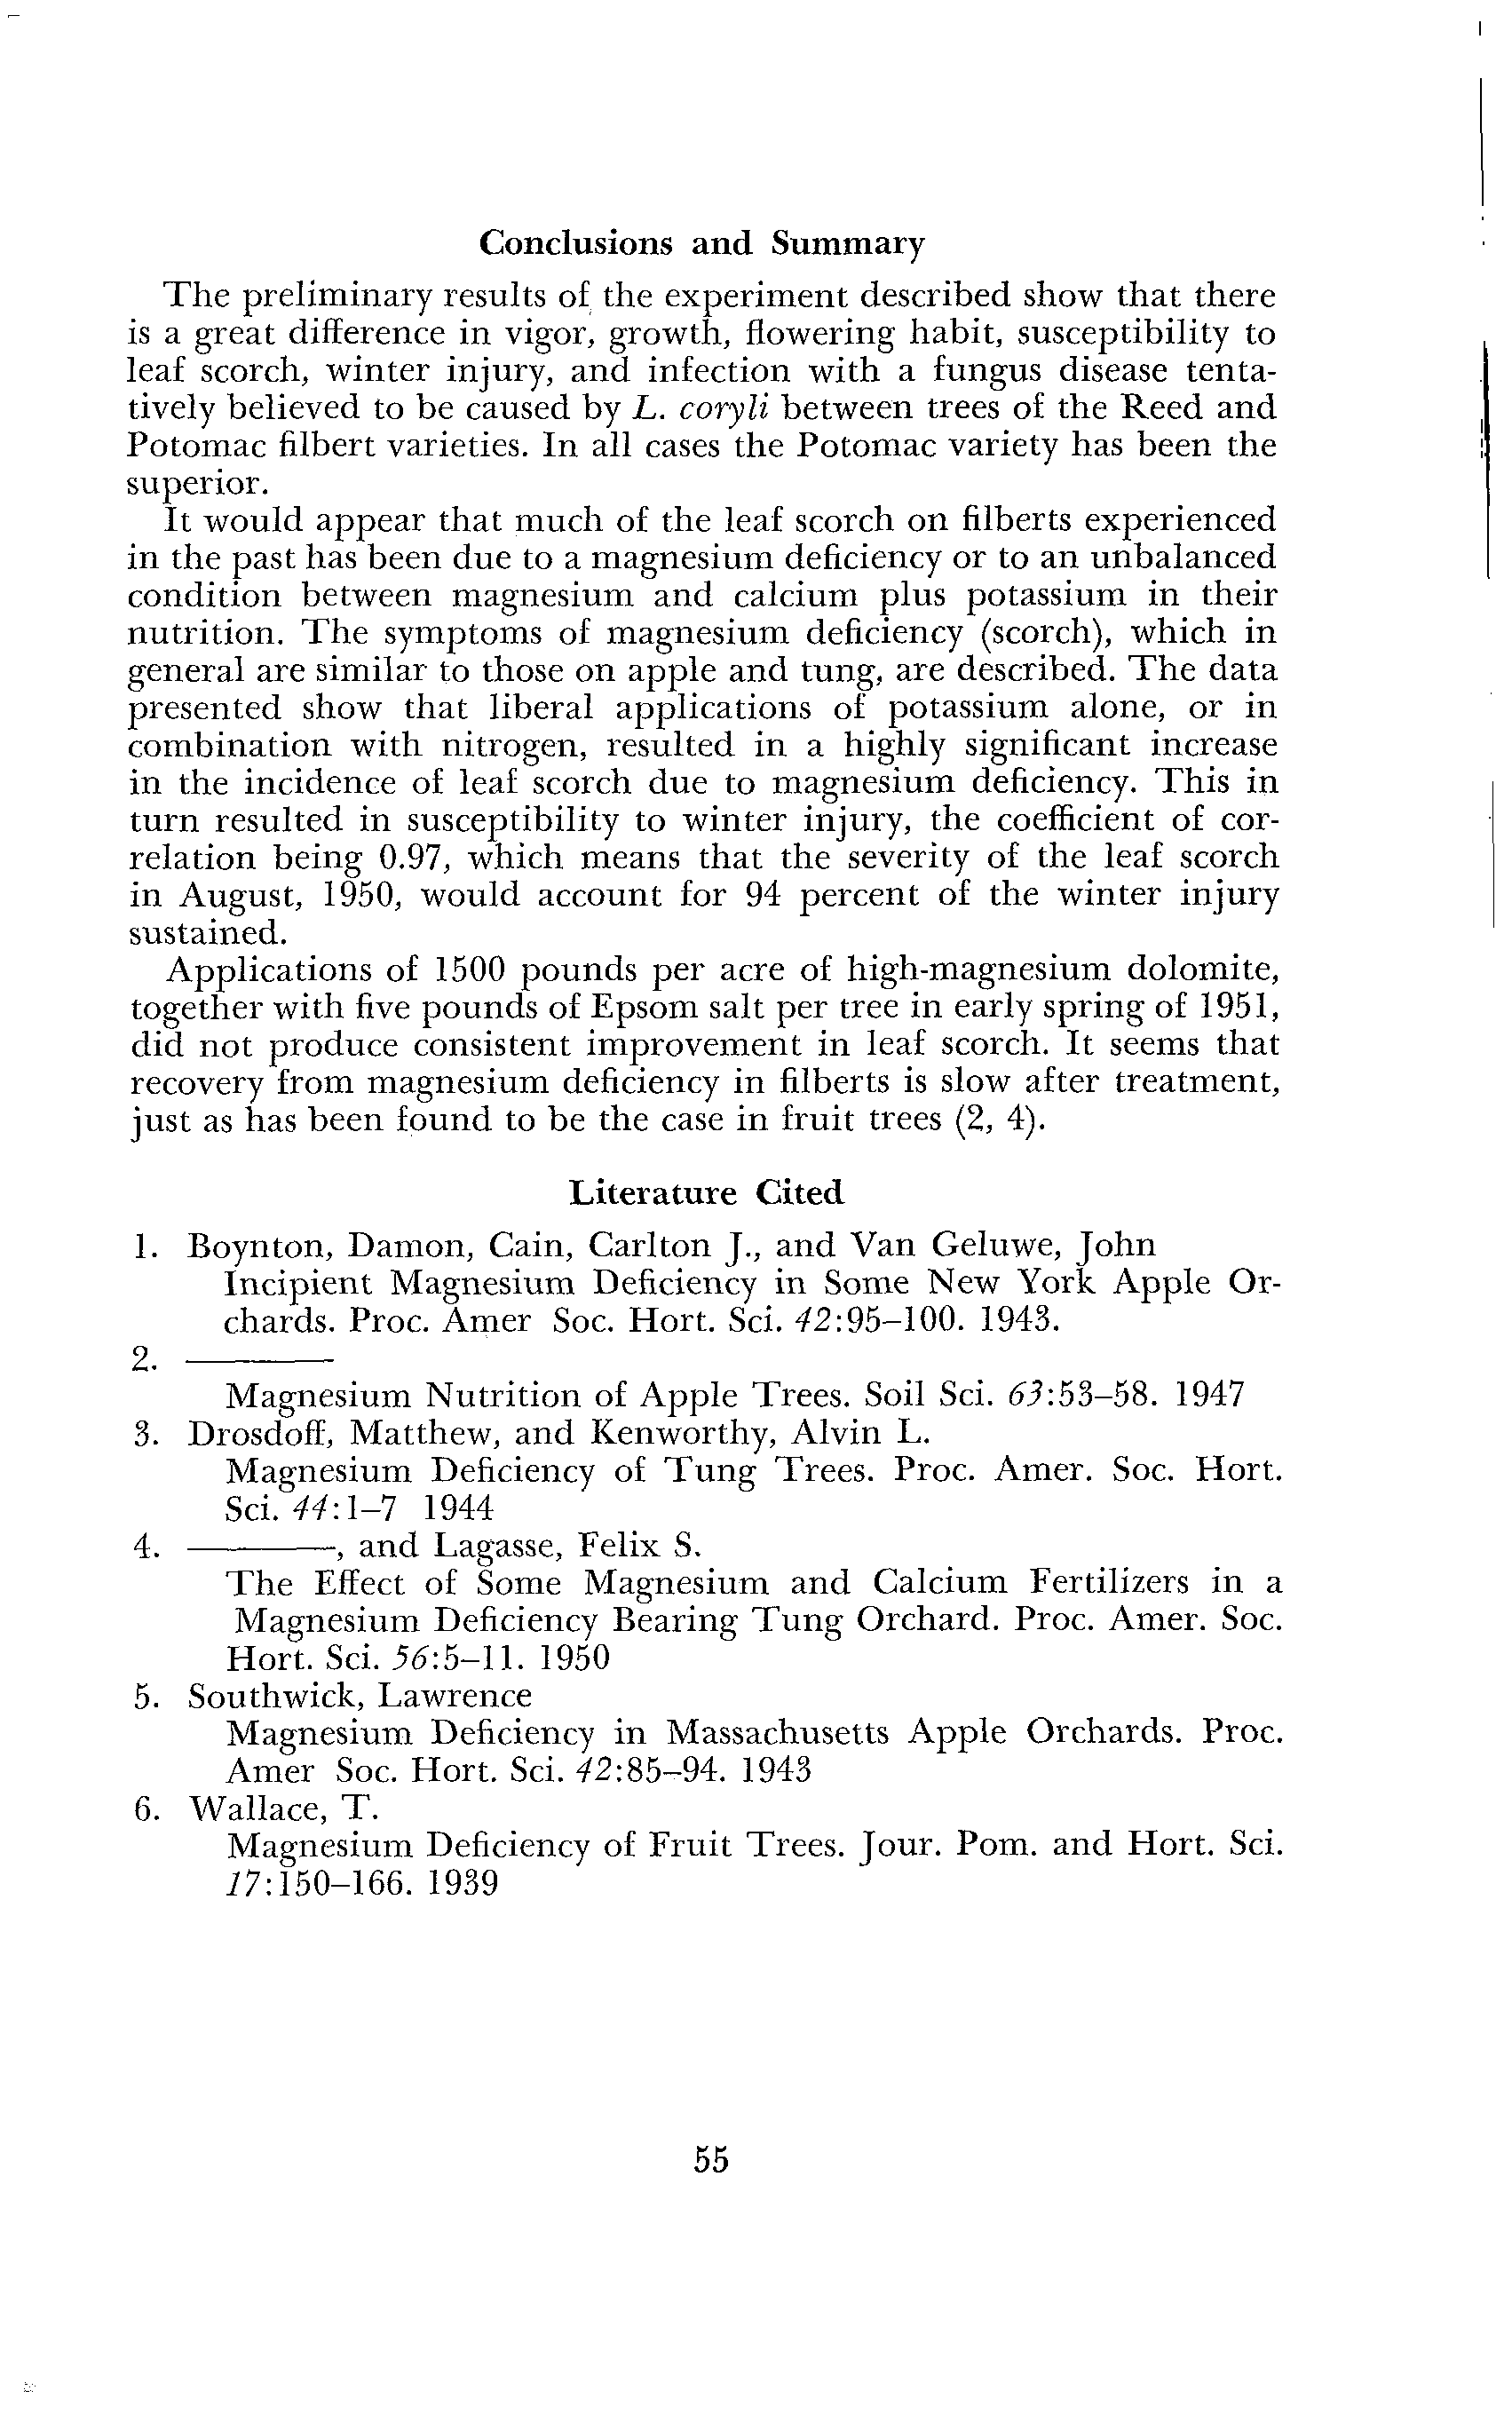 Conclusions and Summary
The preliminary results of the experiment described show that there
is a great difference in vigor, growth, flowering habit, susceptibility to
leaf scorch, winter injury, and infection with a fungus disease tenta-
tively believed to be caused by L. coryli between trees of the Reed and
Potomac filbert varieties. In all cases the Potomac variety has been the
superior.
It would appear that much of the leaf scorch on filberts experienced
in the past has been due to a magnesium deficiency or to an unbalanced
condition between magnesium and calcium plus potassium in their
nutrition. The symptoms of magnesium deficiency (scorch), which in
general are similar to those on apple and tung, are described. The data
presented show that liberal applications of potassium alone, or in
combination with nitrogen, resulted in a highly significant increase
in the incidence of leaf scorch due to magnesium deficiency. This in
turn resulted in susceptibility to winter injury, the coefficient of cor-
relation being 0.97, which means that the severity of the leaf scorch
in August, 1950, would account for 94 percent of the winter injury
sustained.
Applications of 1500 pounds per acre of high-magnesium dolomite,
together with five pounds of Epsom salt per tree in early spring of 1951,
did not produce consistent improvement in leaf scorch. It seems that
recovery from magnesium deficiency in filberts is slow after treatment,
just as has been found to be the case in fruit trees (2, 4).
Literature Cited
1. Boynton, Damon, Cain, Carlton J., and Van Geluwe, John
Incipient Magnesium Deficiency in Some New York Apple Or-
chards. Proc. Amer Soc. Hort. Sci. 42:95–100. 1943.
2. ———
Magnesium Nutrition of Apple Trees. Soil Sci. 63:53–58. 1947
3. Drosdoff, Matthew, and Kenworthy, Alvin L.
Magnesium Deficiency of Tung Trees. Proc. Amer. Soc. Hort.
Sci. 44:1–7 1944
4. ———, and Lagasse, Felix S.
The Effect of Some Magnesium and Calcium Fertilizers in a
Magnesium Deficiency Bearing Tung Orchard. Proc. Amer. Soc.
Hort. Sci. 56:5–11. 1950
5. Southwick, Lawrence
Magnesium Deficiency in Massachusetts Apple Orchards. Proc.
Amer Soc. Hort. Sci. 42:85–94. 1943
6. Wallace, T.
Magnesium Deficiency of Fruit Trees. Jour. Pom. and Hort. Sci.
17:150–166. 1939
55